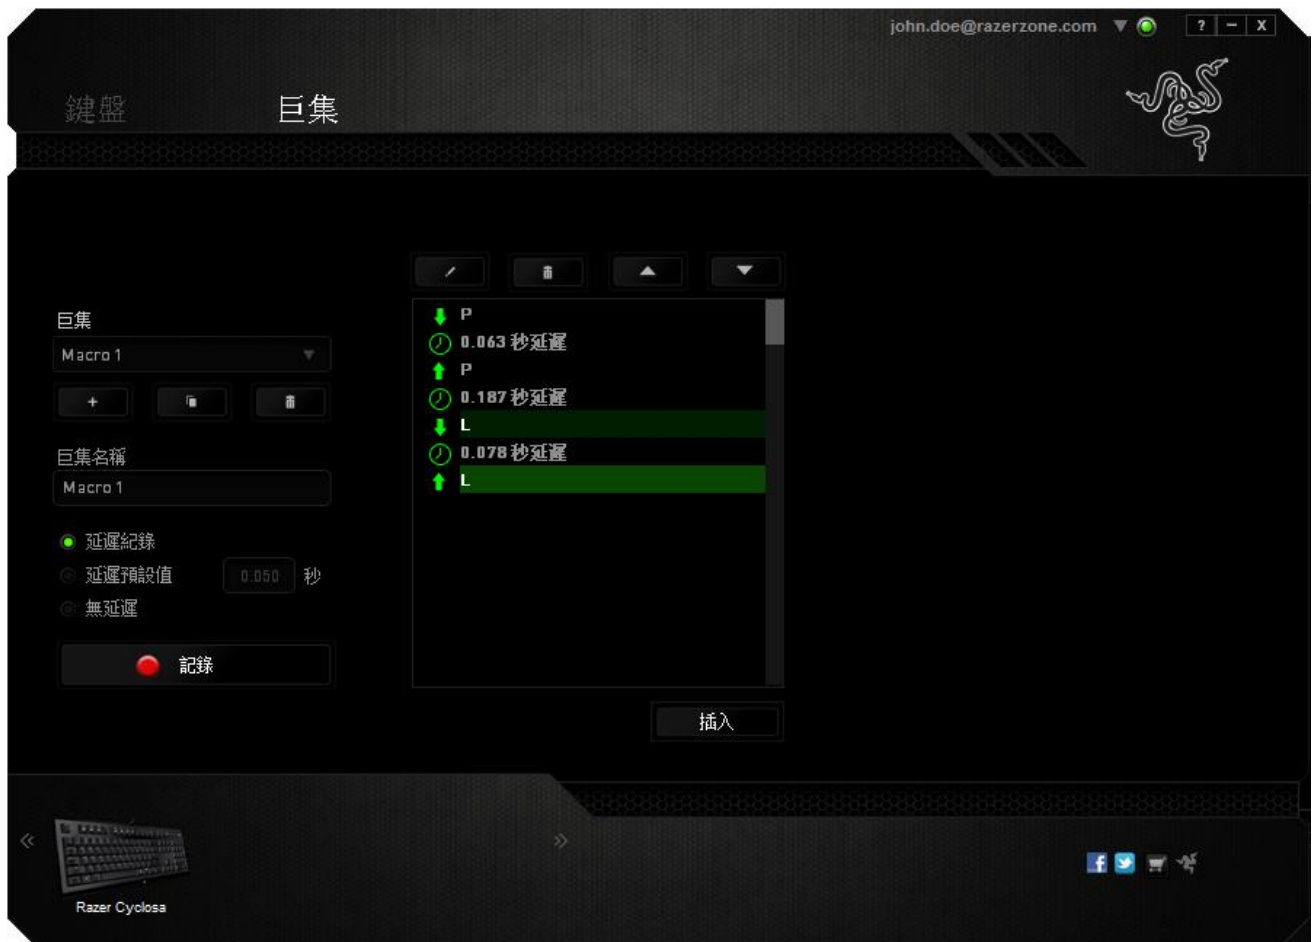 john.doe@razerzone.com
? – X
鍵盤
巨集
巨集
Macro 1
巨集名稱
Macro 1
延遲紀錄
延遲預設值 0.050 秒
無延遲
記錄
P
0.063 秒延遲
P
0.187 秒延遲
L
0.078 秒延遲
L
插入
Razer Cyclosa